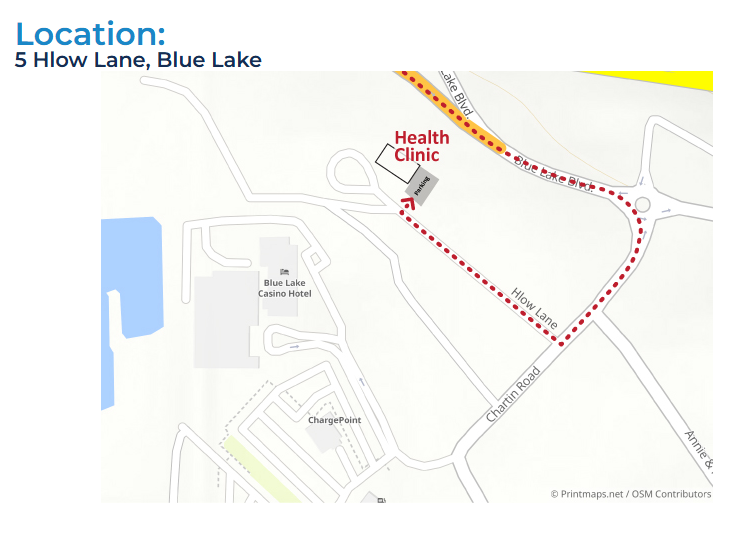 Location:
5 Hlow Lane, Blue Lake
Lake Blvd.
Health
Clinic
Parking
Blue Lake Blvd.
Blue Lake
Casino Hotel
Hlow Lane
Chartin Road
ChargePoint
Annie &
© Printmaps.net / OSM Contributors